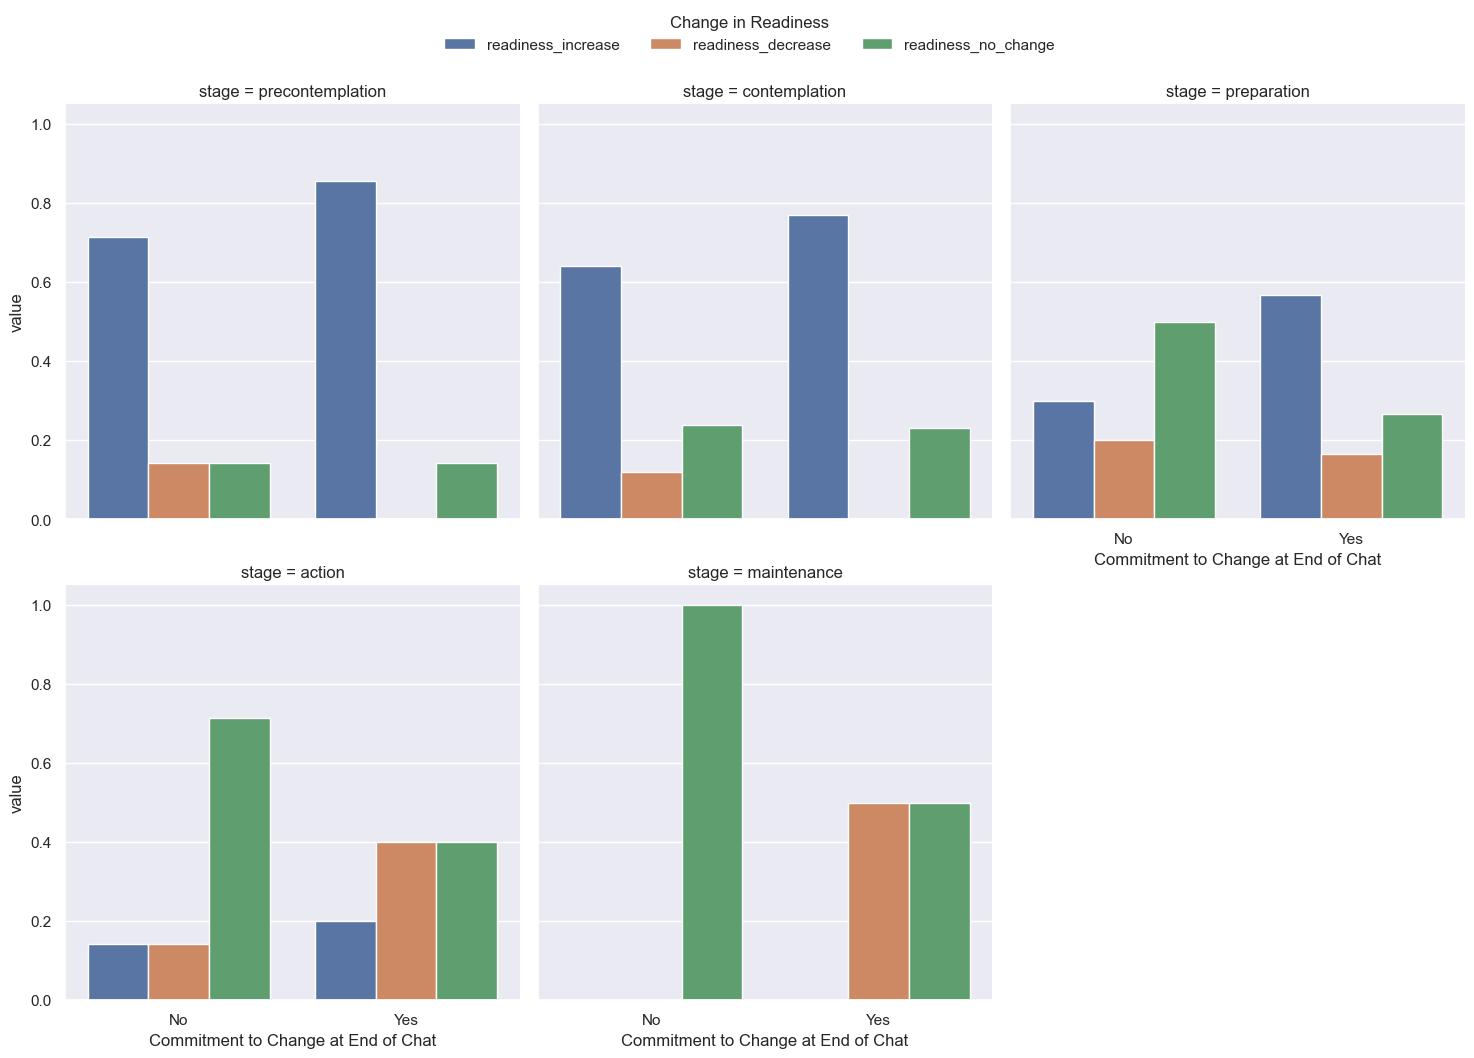 Change in Readiness
readiness_increase readiness_decrease readiness_no_change
stage = precontemplation
1.0
0.8
0.6
0.4
0.2
0.0
value
stage = contemplation
stage = preparation
No Yes
Commitment to Change at End of Chat
stage = action
1.0
0.8
0.6
0.4
0.2
0.0
value
No Yes
Commitment to Change at End of Chat
stage = maintenance
No Yes
Commitment to Change at End of Chat